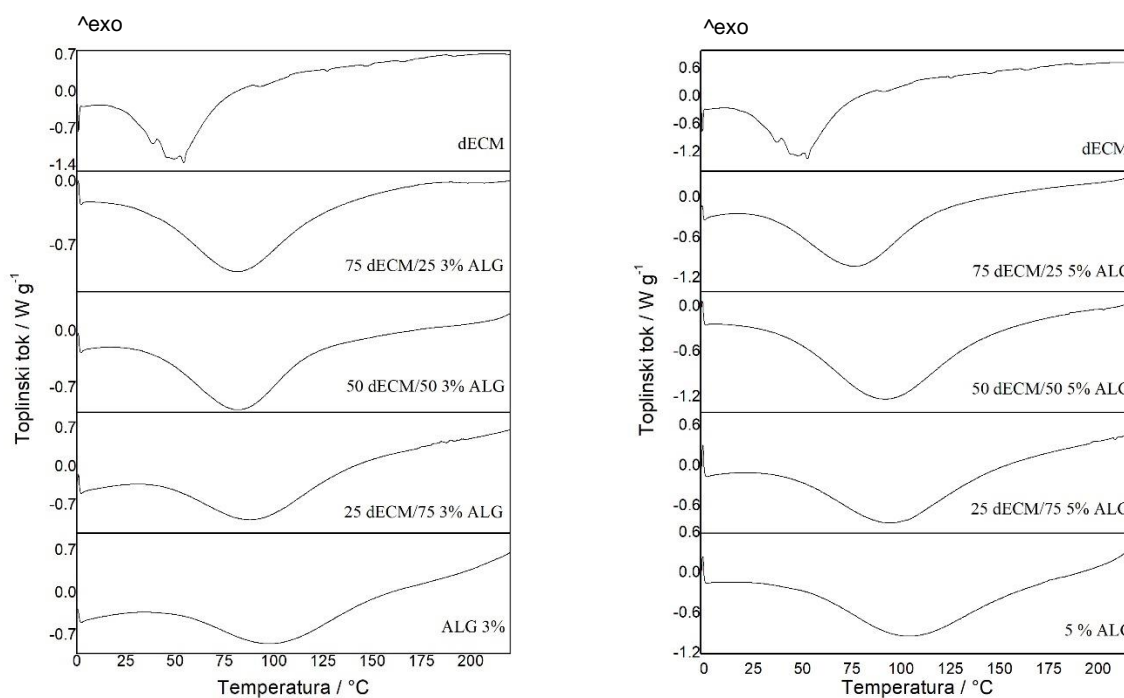 ^exo
0.7
0.0
-0.7
-1.4
dECM
0.0
-0.7
75 dECM/25 3% ALG
0.0
-0.7
50 dECM/50 3% ALG
0.7
0.0
-0.7
25 dECM/75 3% ALG
0.7
0.0
-0.7
ALG 3%
0 25 50 75 100 125 150 175 200
Temperatura / °C
Toplinski tok / W g-1
^exo
0.6
0.0
-0.6
-1.2
dECM
0.0
-0.6
-1.2
75 dECM/25 5% ALG
0.0
-0.6
-1.2
50 dECM/50 5% ALG
0.6
0.0
-0.6
25 dECM/75 5% ALG
0.6
0.0
-0.6
-1.2
5 % ALG
0 25 50 75 100 125 150 175 200
Temperatura / °C
Toplinski tok / W g-1